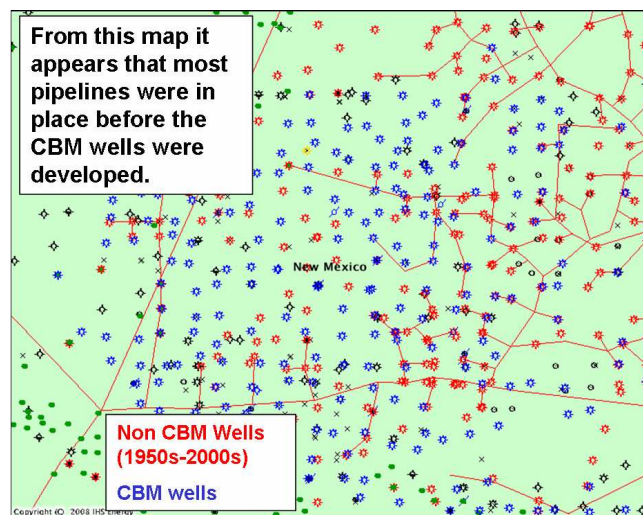 From this map it
appears that most
pipelines were in
place before the
CBM wells were
developed.
New Mexico
Non CBM Wells
(1950s-2000s)
CBM wells
Copyright (C) 2008 IHS Energy